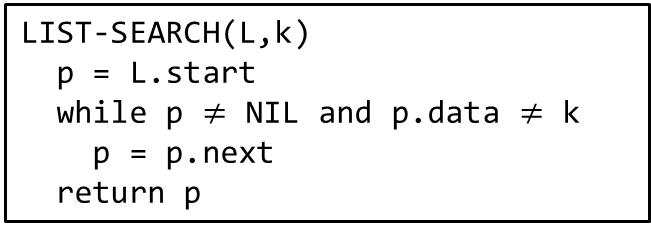 LIST-SEARCH(L,k)
  p = L.start
  while p ≠ NIL and p.data ≠ k
    p = p.next
  return p